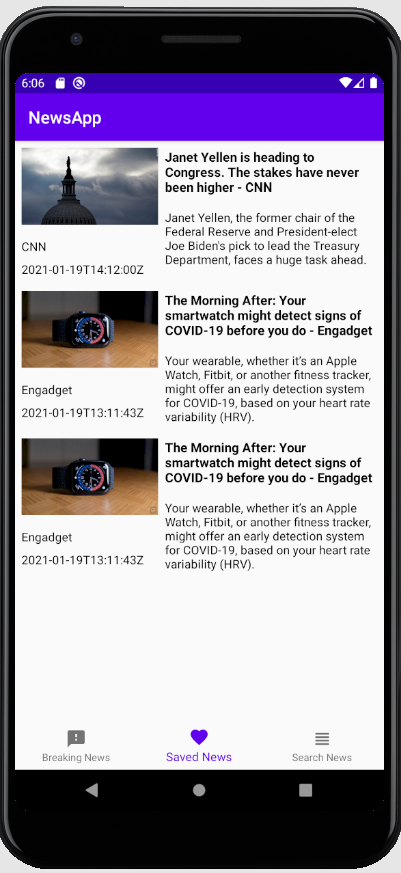 6:06
NewsApp
Janet Yellen is heading to
Congress. The stakes have never
been higher - CNN
Janet Yellen, the former chair of the
Federal Reserve and President-elect
Joe Biden's pick to lead the Treasury
Department, faces a huge task ahead.
CNN
2021-01-19T14:12:00Z
The Morning After: Your
smartwatch might detect signs of
COVID-19 before you do - Engadget
Your wearable, whether it's an Apple
Watch, Fitbit, or another fitness tracker,
might offer an early detection system
for COVID-19, based on your heart rate
variability (HRV).
Engadget
2021-01-19T13:11:43Z
The Morning After: Your
smartwatch might detect signs of
COVID-19 before you do - Engadget
Your wearable, whether it's an Apple
Watch, Fitbit, or another fitness tracker,
might offer an early detection system
for COVID-19, based on your heart rate
variability (HRV).
Engadget
2021-01-19T13:11:43Z
Breaking News
Saved News
Search News